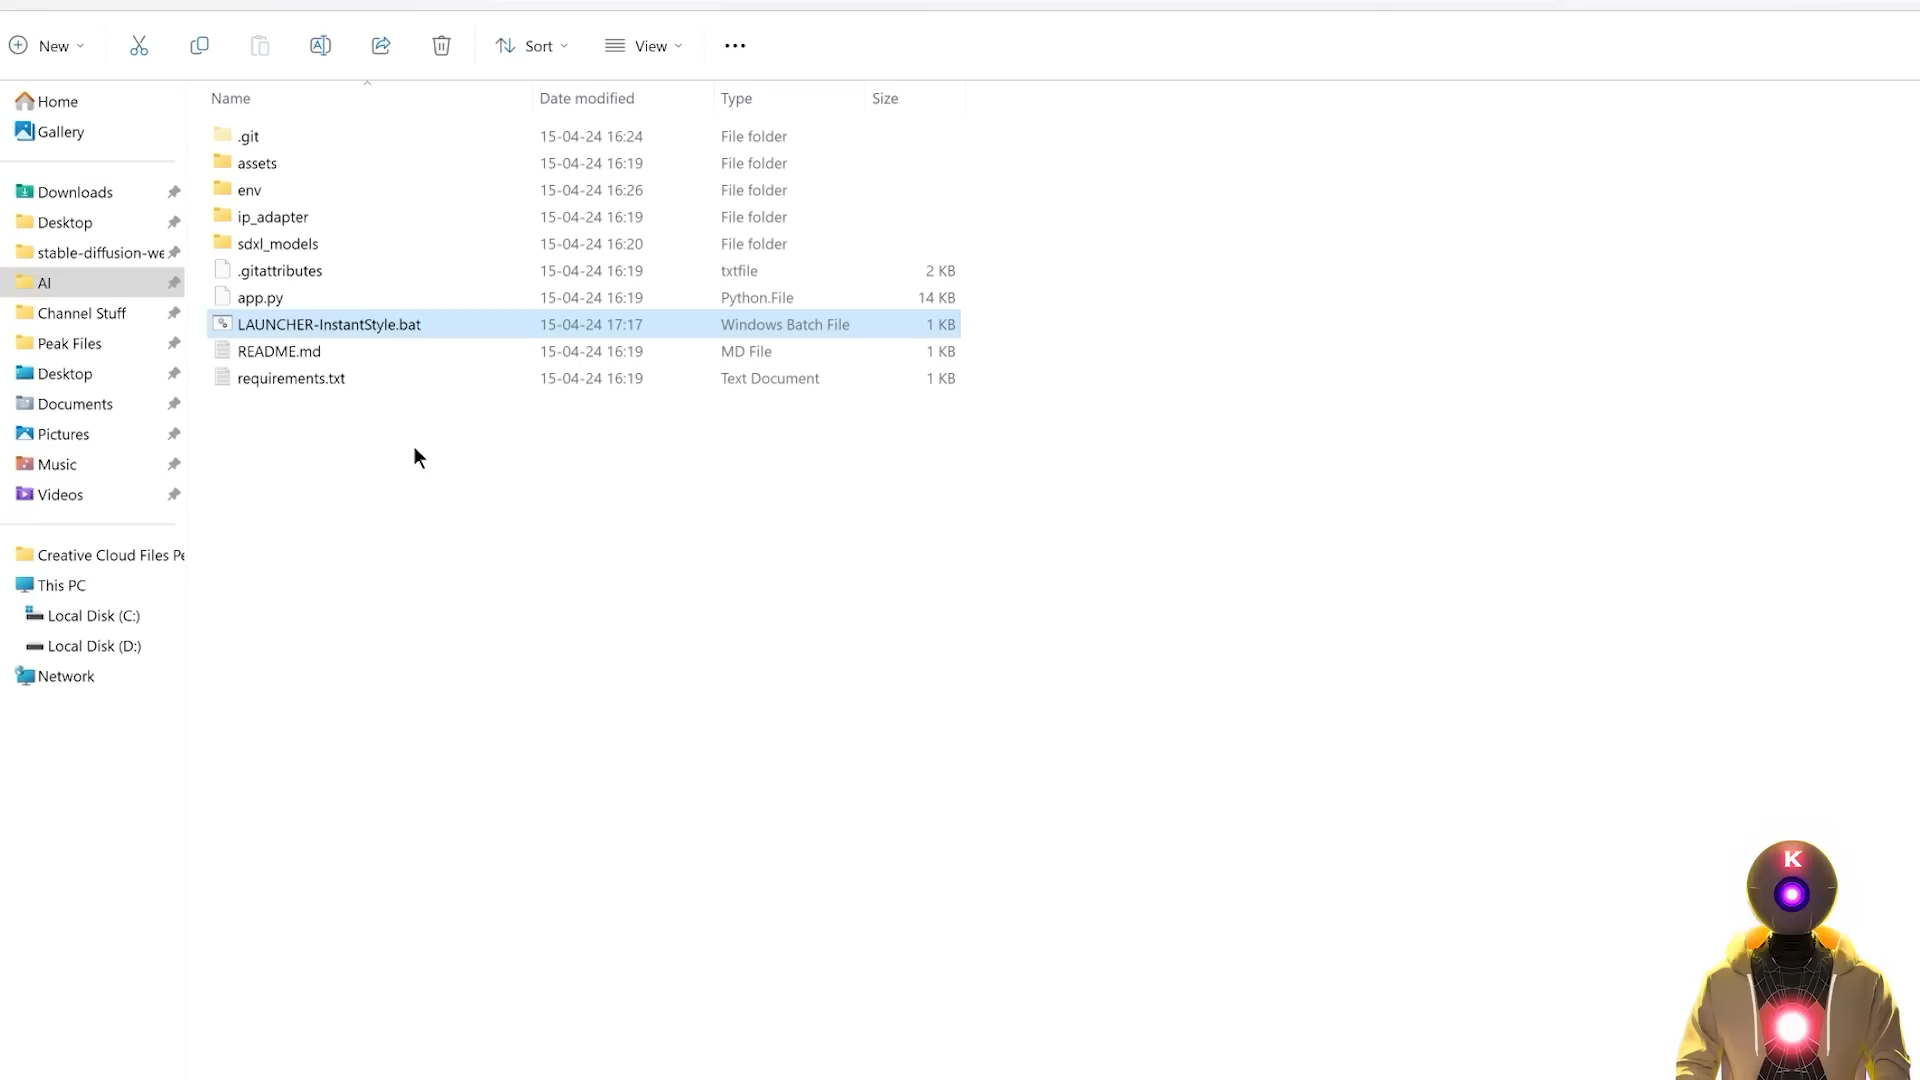 New
Sort
View
Home
Gallery
Downloads
Desktop
stable-diffusion-we
AI
Channel Stuff
Peak Files
Desktop
Documents
Pictures
Music
Videos
Creative Cloud Files Pe
This PC
Local Disk (C:)
Local Disk (D:)
Network
Name Date modified Type Size
.git 15-04-24 16:24 File folder
assets 15-04-24 16:19 File folder
env 15-04-24 16:26 File folder
ip_adapter 15-04-24 16:19 File folder
sdxl_models 15-04-24 16:20 File folder
.gitattributes 15-04-24 16:19 txtfile 2 KB
app.py 15-04-24 16:19 Python.File 14 KB
LAUNCHER-InstantStyle.bat 15-04-24 17:17 Windows Batch File 1 KB
README.md 15-04-24 16:19 MD File 1 KB
requirements.txt 15-04-24 16:19 Text Document 1 KB
K